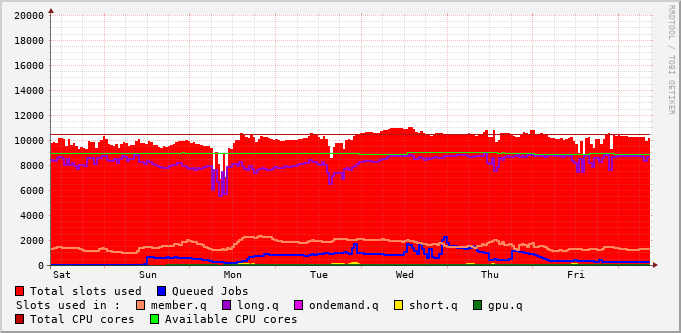 20000
18000
16000
14000
12000
10000
8000
6000
4000
2000
0
Sat Sun Mon Tue Wed Thu Fri
RRDTOOL / TOBI OETIKER
Total slots used Queued Jobs
Slots used in : member.q long.q ondemand.q short.q gpu.q
Total CPU cores Available CPU cores